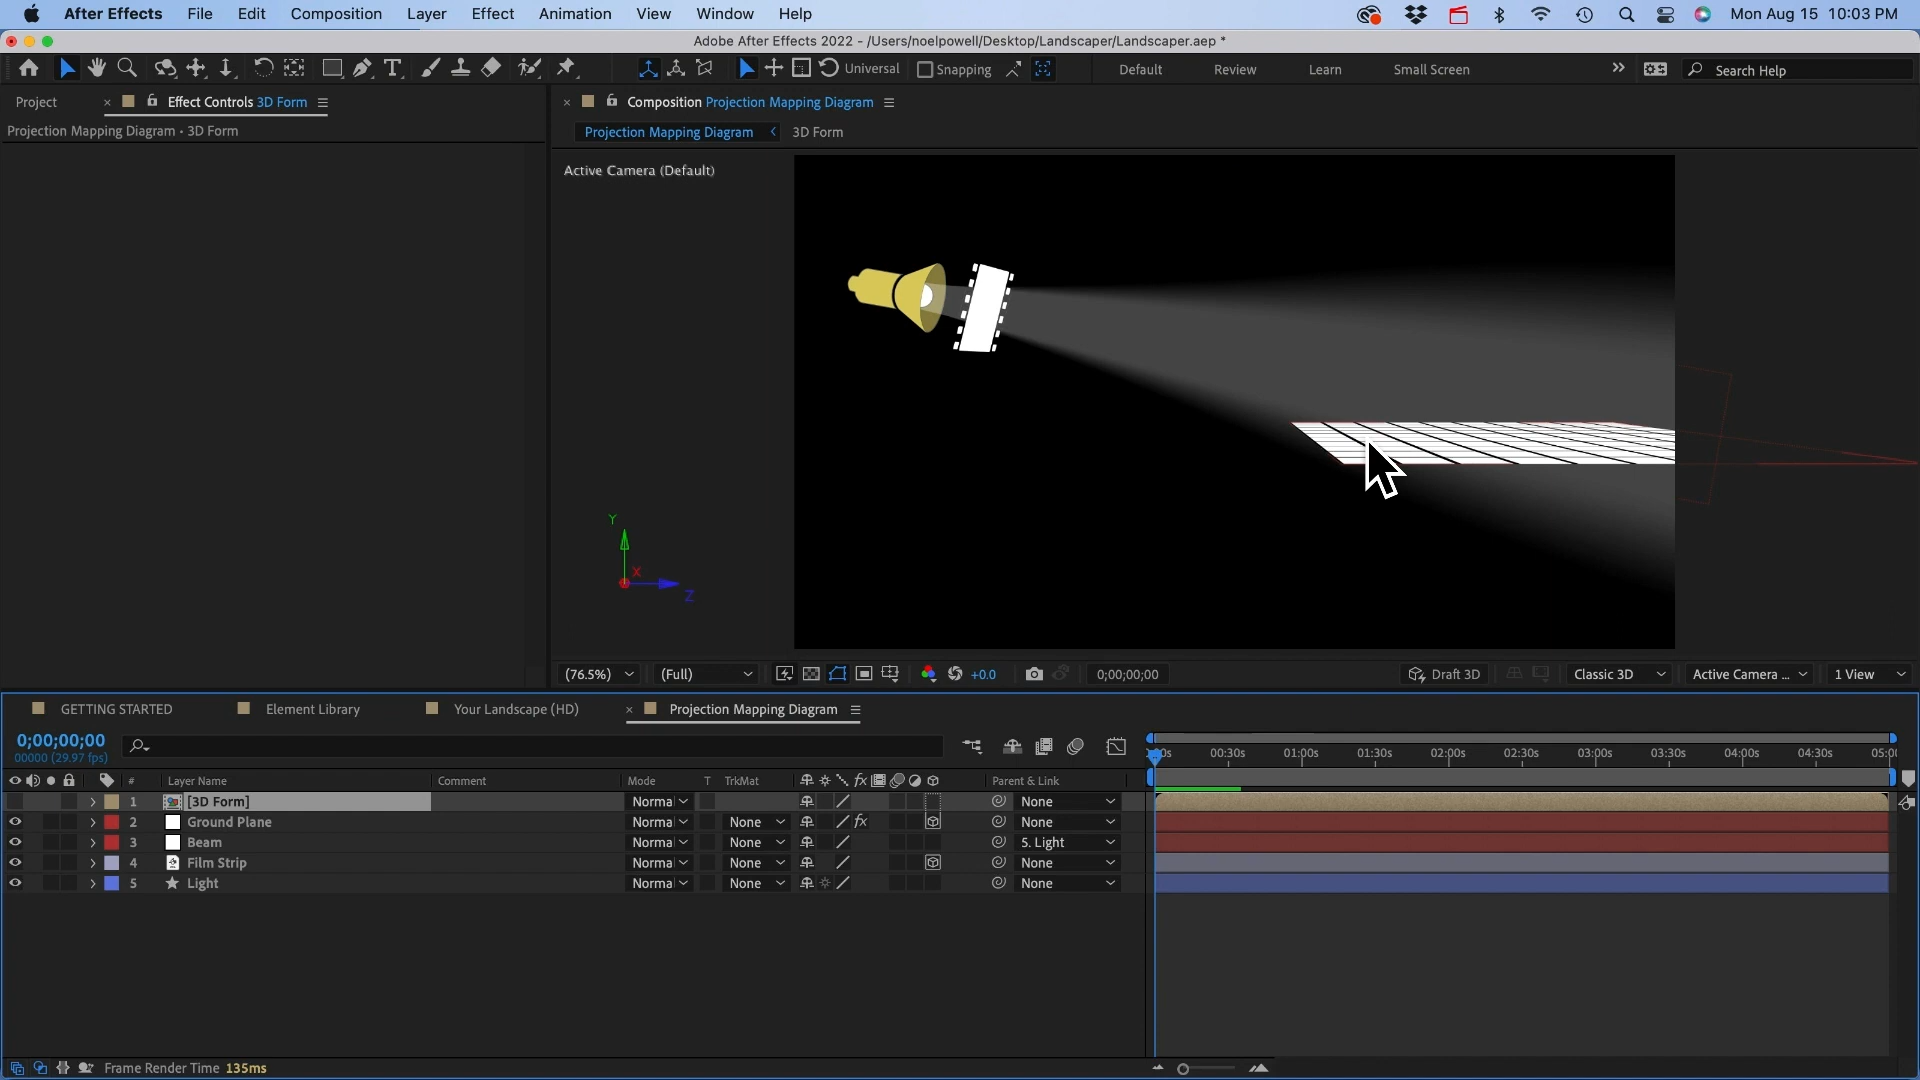 After Effects File Edit Composition Layer Effect Animation View Window Help Mon Aug 15 10:03 PM
Adobe After Effects 2022 - /Users/noelpowell/Desktop/Landscaper/Landscaper.aep *
Universal Snapping Default Review Learn Small Screen Search Help
Project Effect Controls 3D Form Composition Projection Mapping Diagram
Projection Mapping Diagram • 3D Form Projection Mapping Diagram 3D Form
Active Camera (Default)
Y
X
Z
(76.5%) (Full) +0.0 0;00;00;00 Draft 3D Classic 3D Active Camera ... 1 View
GETTING STARTED Element Library Your Landscape (HD) Projection Mapping Diagram
0;00;00;00
00000 (29.97 fps)
00:30s 01:00s 01:30s 02:00s 02:30s 03:00s 03:30s 04:00s 04:30s
# Layer Name Comment Mode T TrkMat fx Parent & Link
1 [3D Form] Norma None
2 Ground Plane Norma None fx None
3 Beam Norma None 5. Light
4 Film Strip Norma None None
5 Light Norma None None
Frame Render Time 135ms